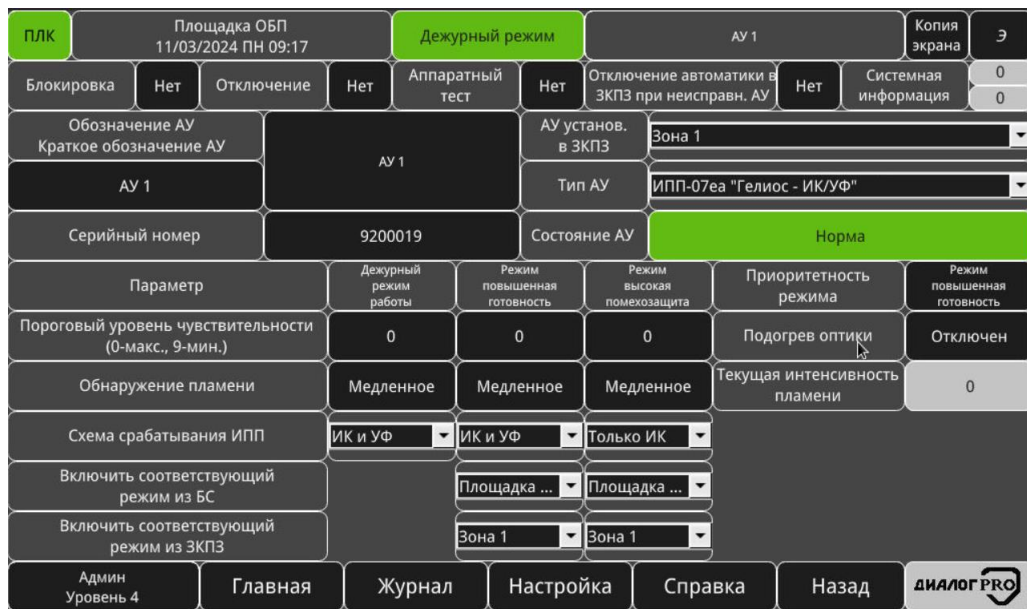 ПЛК
Площадка ОБП
11/03/2024 ПН 09:17
Дежурный режим
АУ 1
Копия
экрана
Э
Блокировка
Нет
Отключение
Нет
Аппаратный
тест
Нет
Отключение автоматики в
ЗКПЗ при неисправн. АУ
Нет
Системная
информация
0
0
Обозначение АУ
Краткое обозначение АУ
АУ 1
АУ установ.
в ЗКПЗ
Зона 1
АУ 1
Тип АУ
ИПП-07еа "Гелиос - ИК/УФ"
Серийный номер
9200019
Состояние АУ
Норма
Параметр
Дежурный
режим
работы
Режим
повышенная
готовность
Режим
высокая
помехозащита
Приоритетность
режима
Режим
повышенная
готовность
Пороговый уровень чувствительности
(0-макс., 9-мин.)
0
0
0
Подогрев оптики
Отключен
Обнаружение пламени
Медленное
Медленное
Медленное
Текущая интенсивность
пламени
0
Схема срабатывания ИПП
ИК и УФ
ИК и УФ
Только ИК
Включить соответствующий
режим из БС
Площадка ...
Площадка ...
Включить соответствующий
режим из ЗКПЗ
Зона 1
Зона 1
Админ
Уровень 4
Главная
Журнал
Настройка
Справка
Назад
ДИАЛОГ PRO